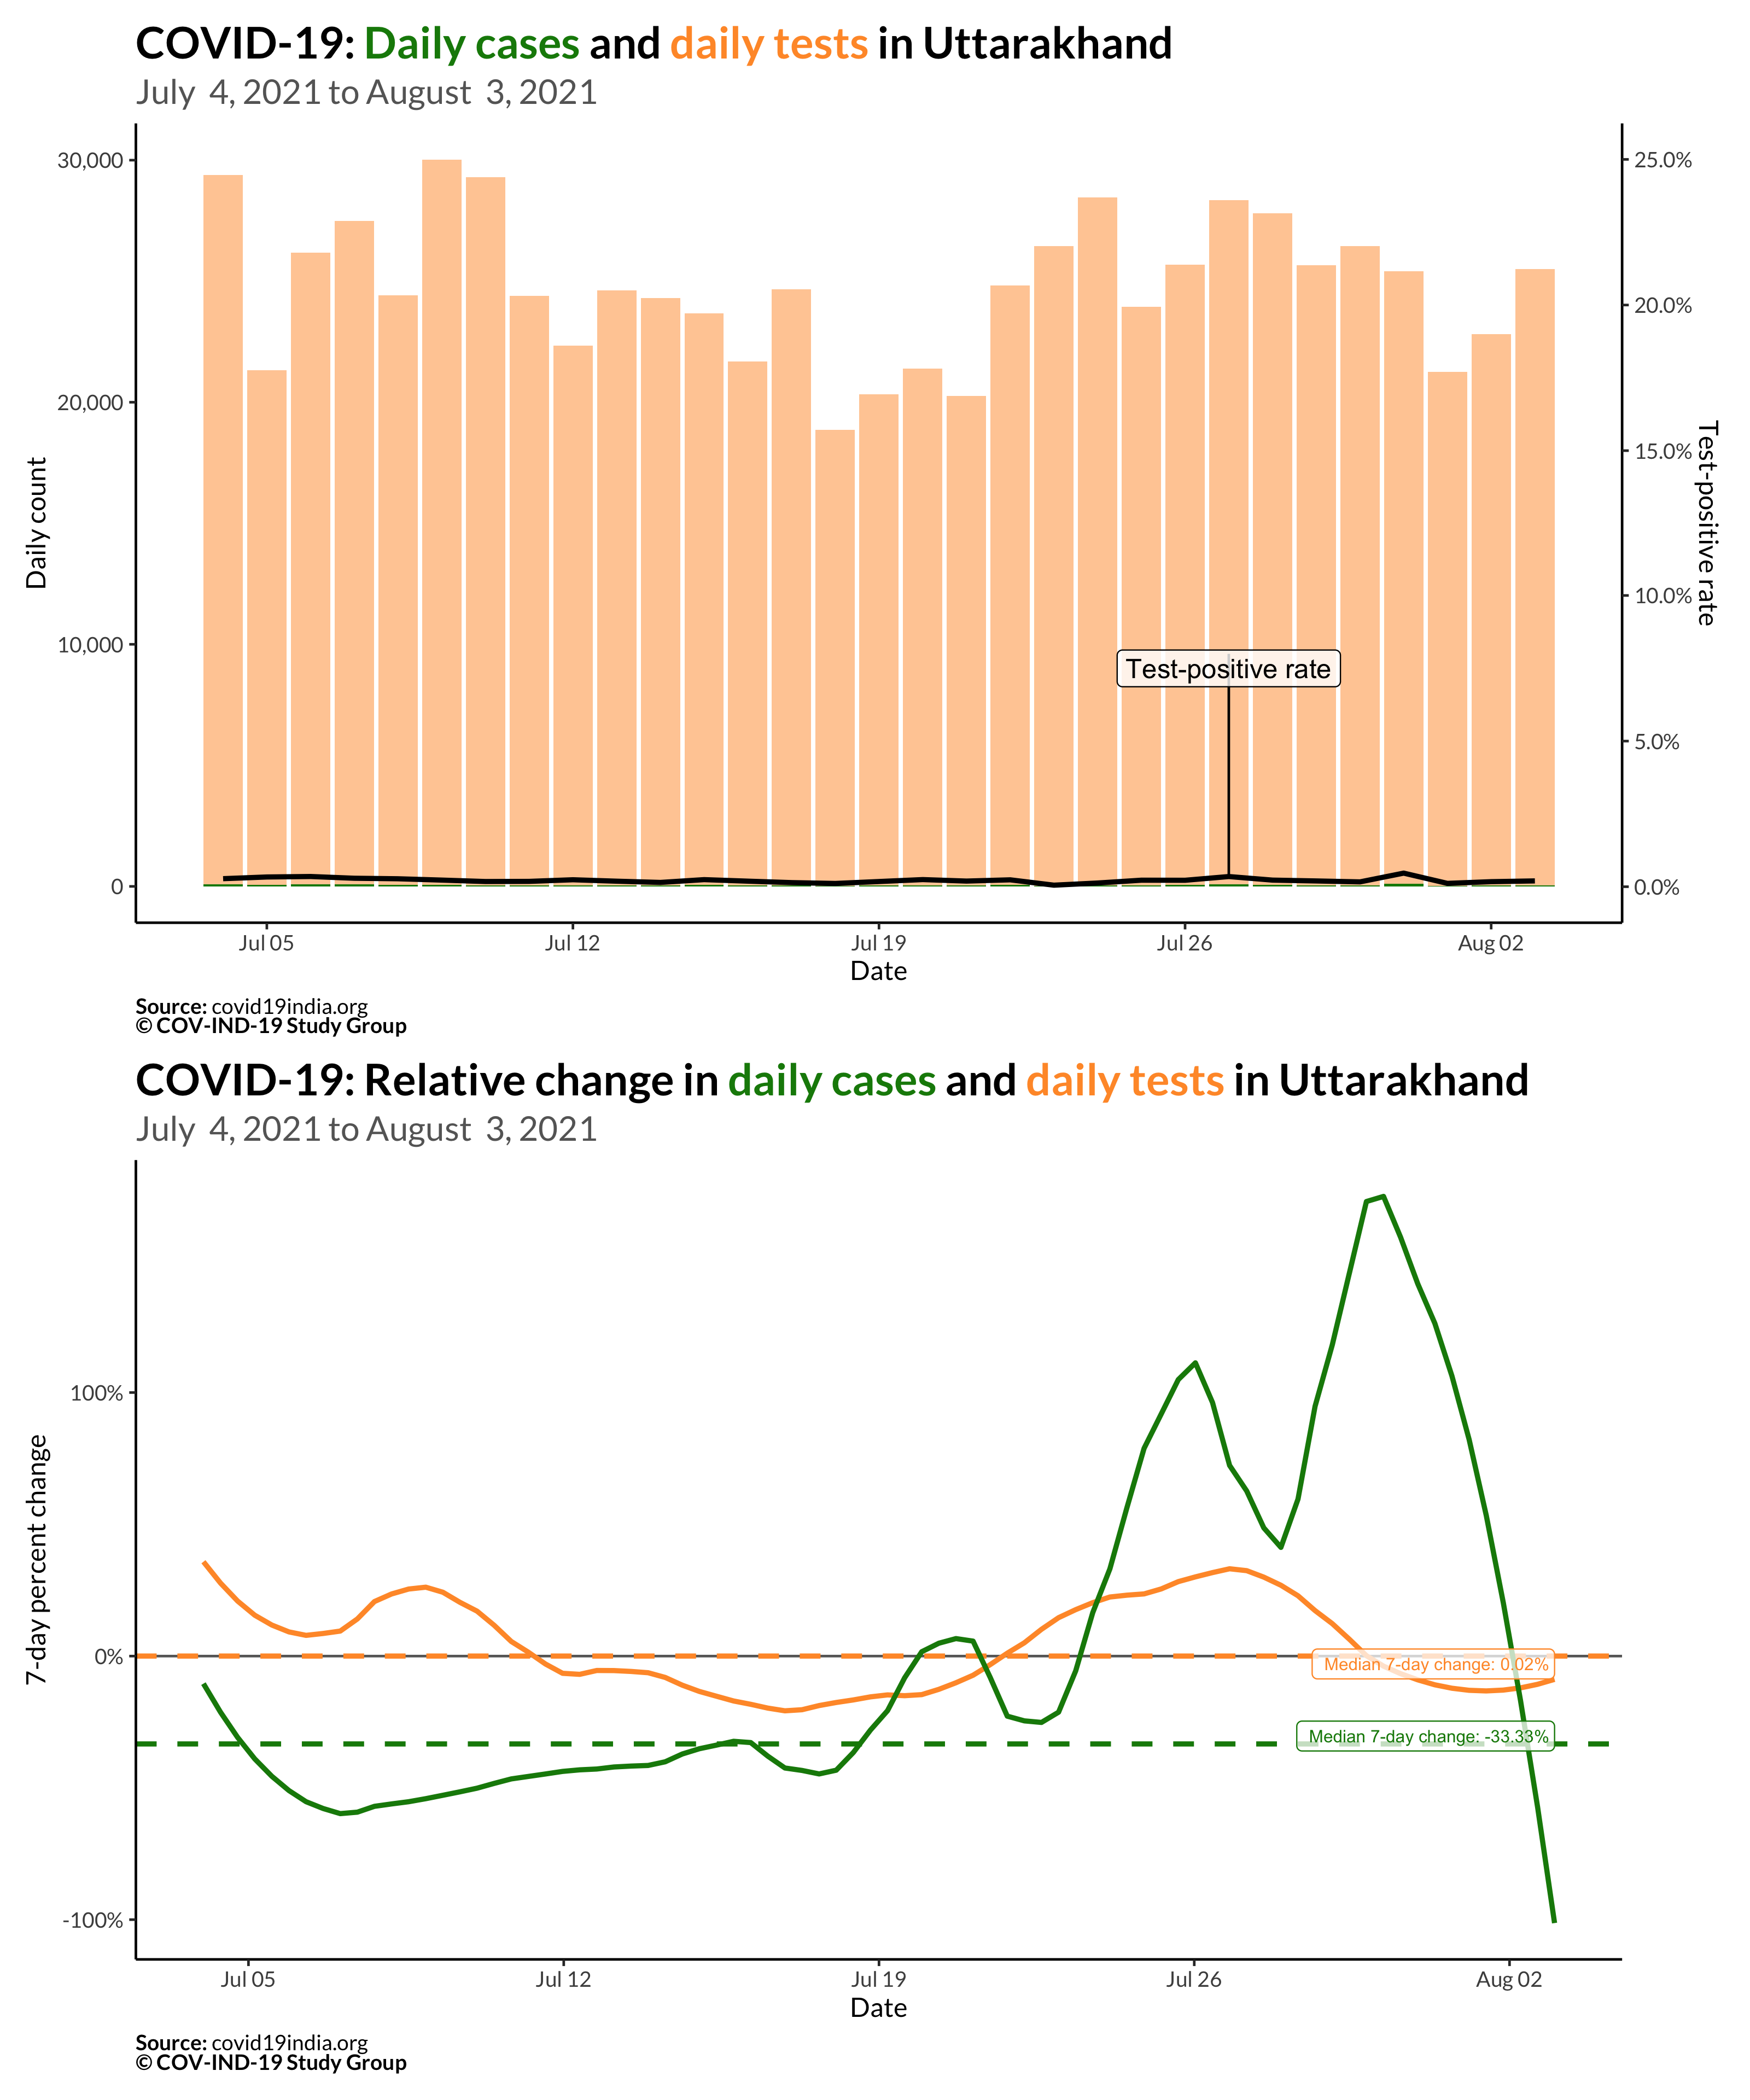 COVID-19: Daily cases and daily tests in Uttarakhand
July 4, 2021 to August 3, 2021
30,000
20,000
10,000
0
Daily count
25.0%
20.0%
15.0%
10.0%
5.0%
0.0%
Test-positive rate
Test-positive rate
Jul 05
Jul 12
Jul 19
Jul 26
Aug 02
Date
Source: covid19india.org
© COV-IND-19 Study Group
COVID-19: Relative change in daily cases and daily tests in Uttarakhand
July 4, 2021 to August 3, 2021
100%
0%
-100%
7-day percent change
Median 7-day change: 0.02%
Median 7-day change: -33.33%
Jul 05
Jul 12
Jul 19
Jul 26
Aug 02
Date
Source: covid19india.org
© COV-IND-19 Study Group